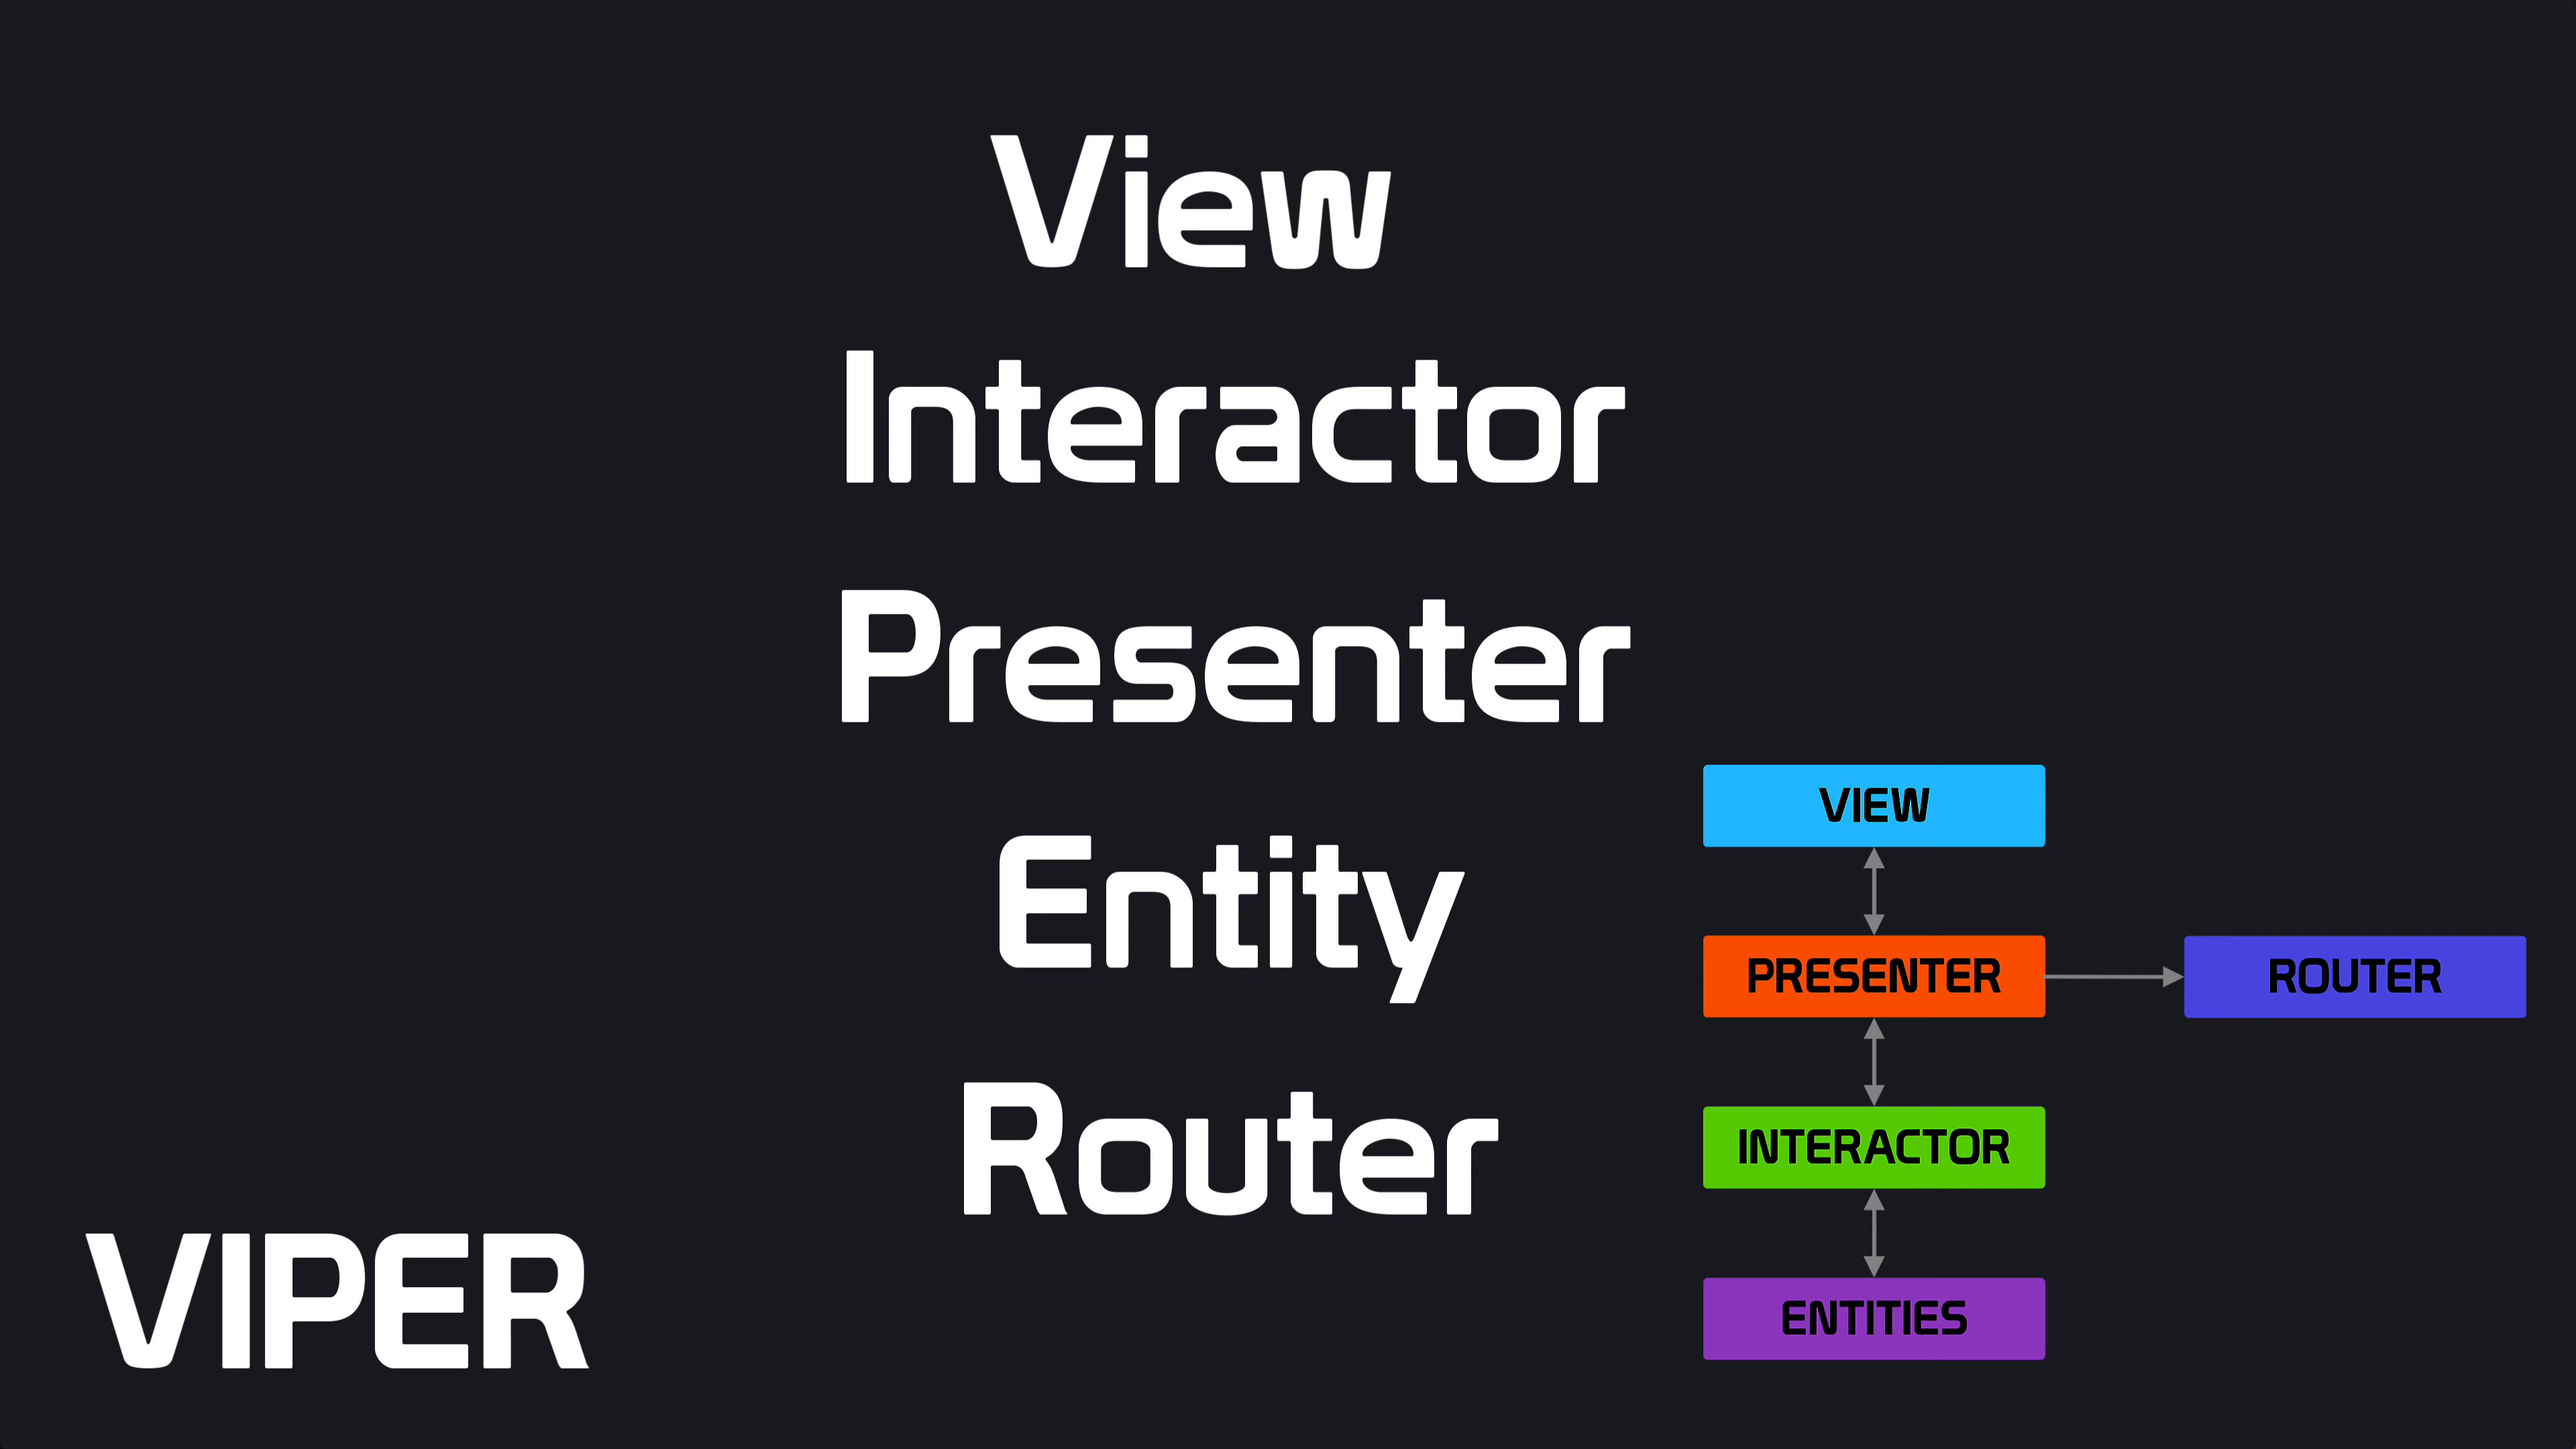 View
Interactor
Presenter
Entity
Router
VIPER
VIEW
PRESENTER
ROUTER
INTERACTOR
ENTITIES